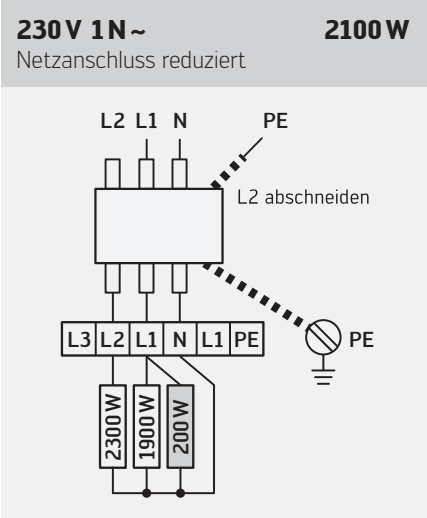 230 V 1 N ~ 2100 W
Netzanschluss reduziert
L2 L1 N PE
L2 abschneiden
L3 L2 L1 N L1 PE PE
2300 W 1900 W 200 W